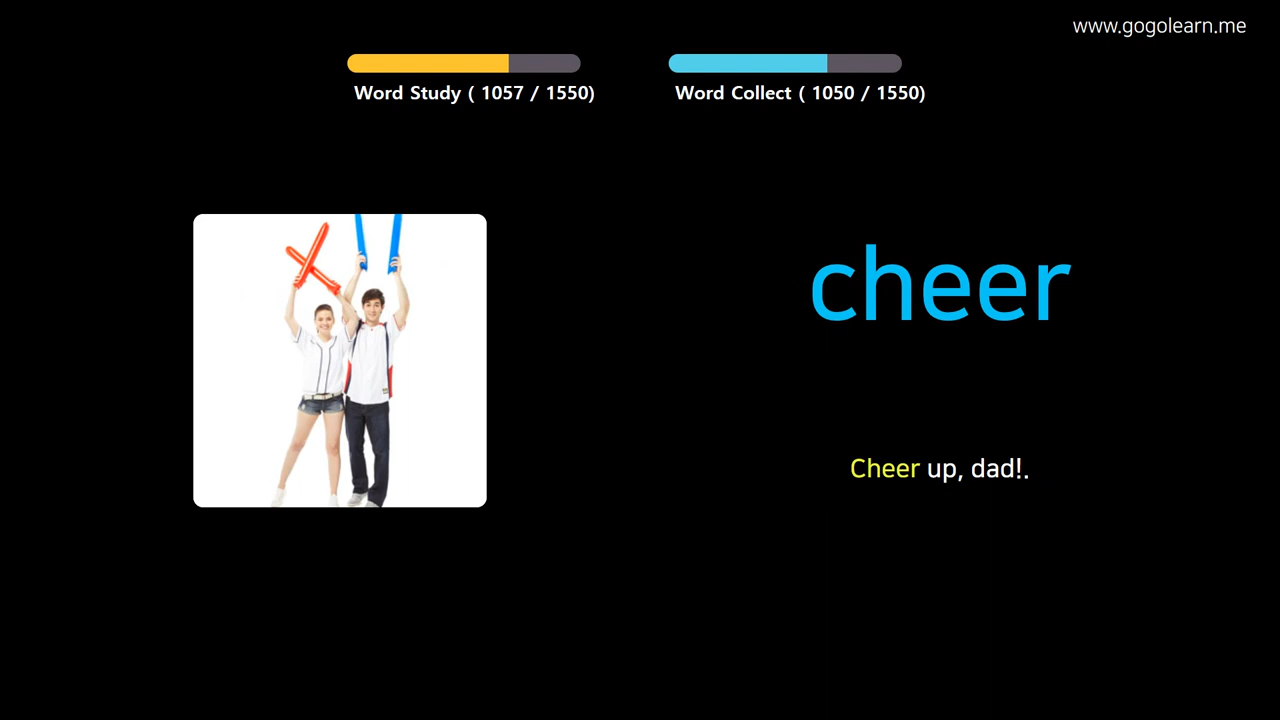 www.gogolearn.me
Word Study ( 1057 / 1550)
Word Collect ( 1050 / 1550)
cheer
Cheer up, dad!.